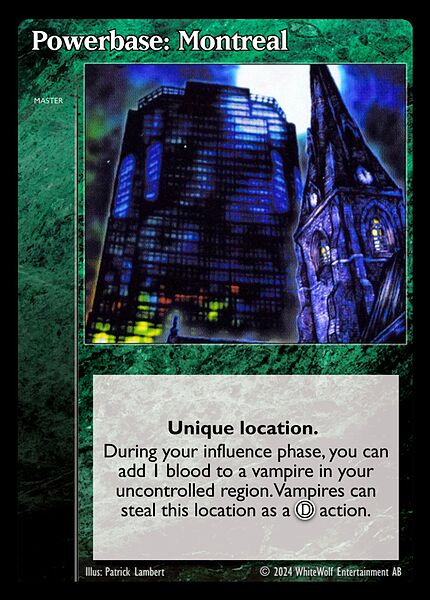 Powerbase: Montreal
MASTER
Unique location.
During your influence phase, you can
add 1 blood to a vampire in your
uncontrolled region. Vampires can
steal this location as a Ⓓ action.
Illus: Patrick Lambert © 2024 WhiteWolf Entertainment AB